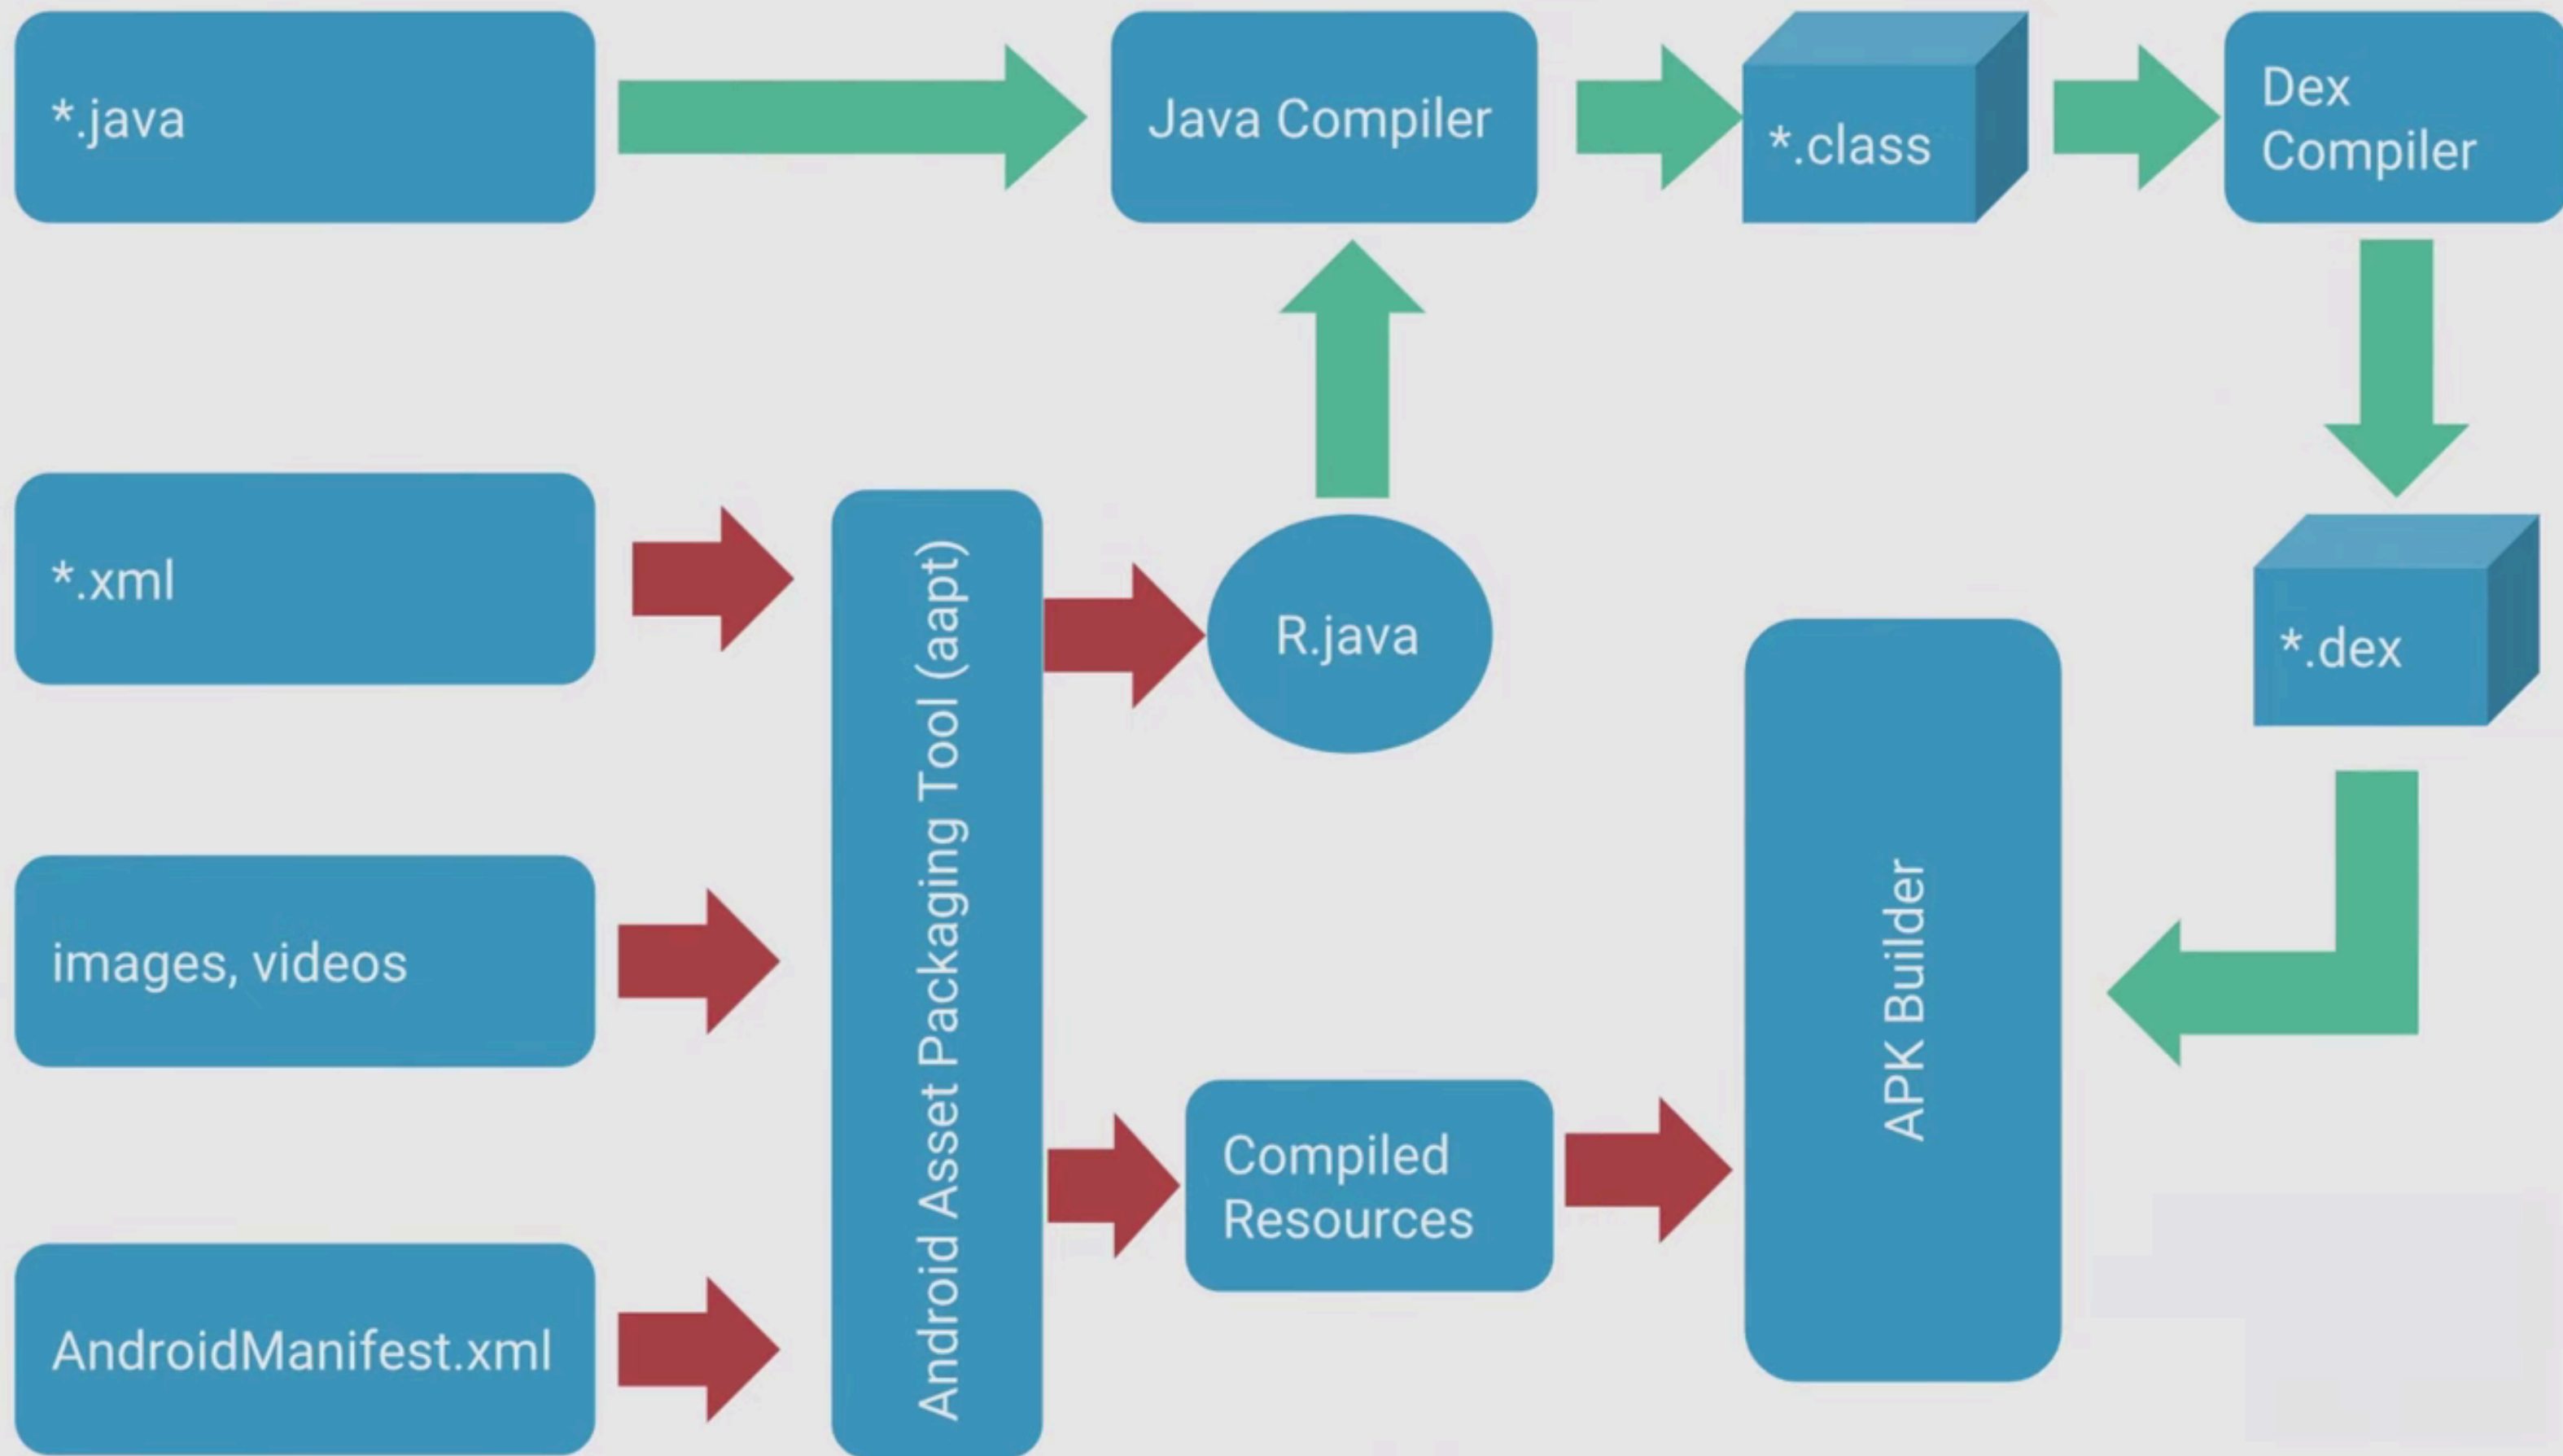 *.java
Java Compiler
*.class
Dex
Compiler
*.xml
Android Asset Packaging Tool (aapt)
R.java
*.dex
images, videos
APK Builder
Compiled
Resources
AndroidManifest.xml